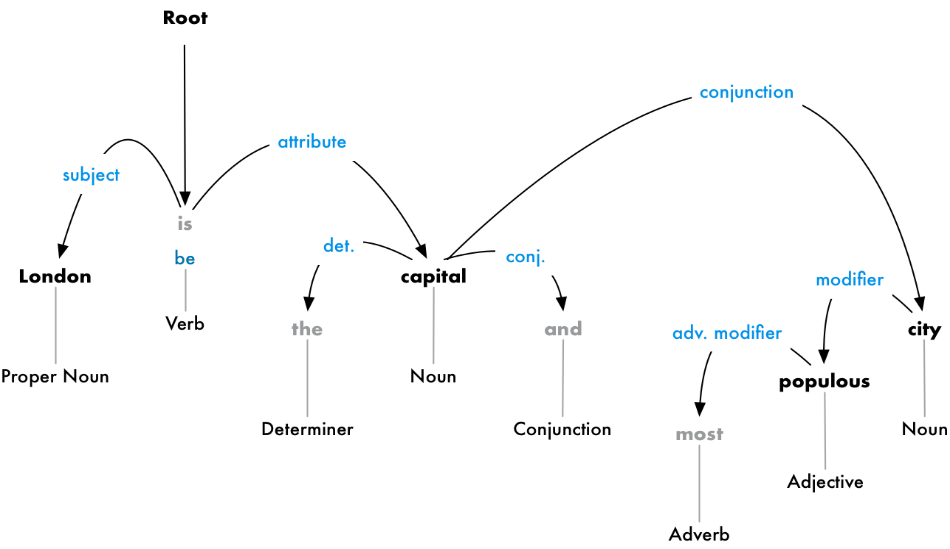 Root
conjunction
attribute
subject
is
det.
conj.
be
London
capital
modifier
the
and
adv. modifier
city
Verb
Proper Noun
Noun
populous
Determiner
Conjunction
most
Noun
Adjective
Adverb